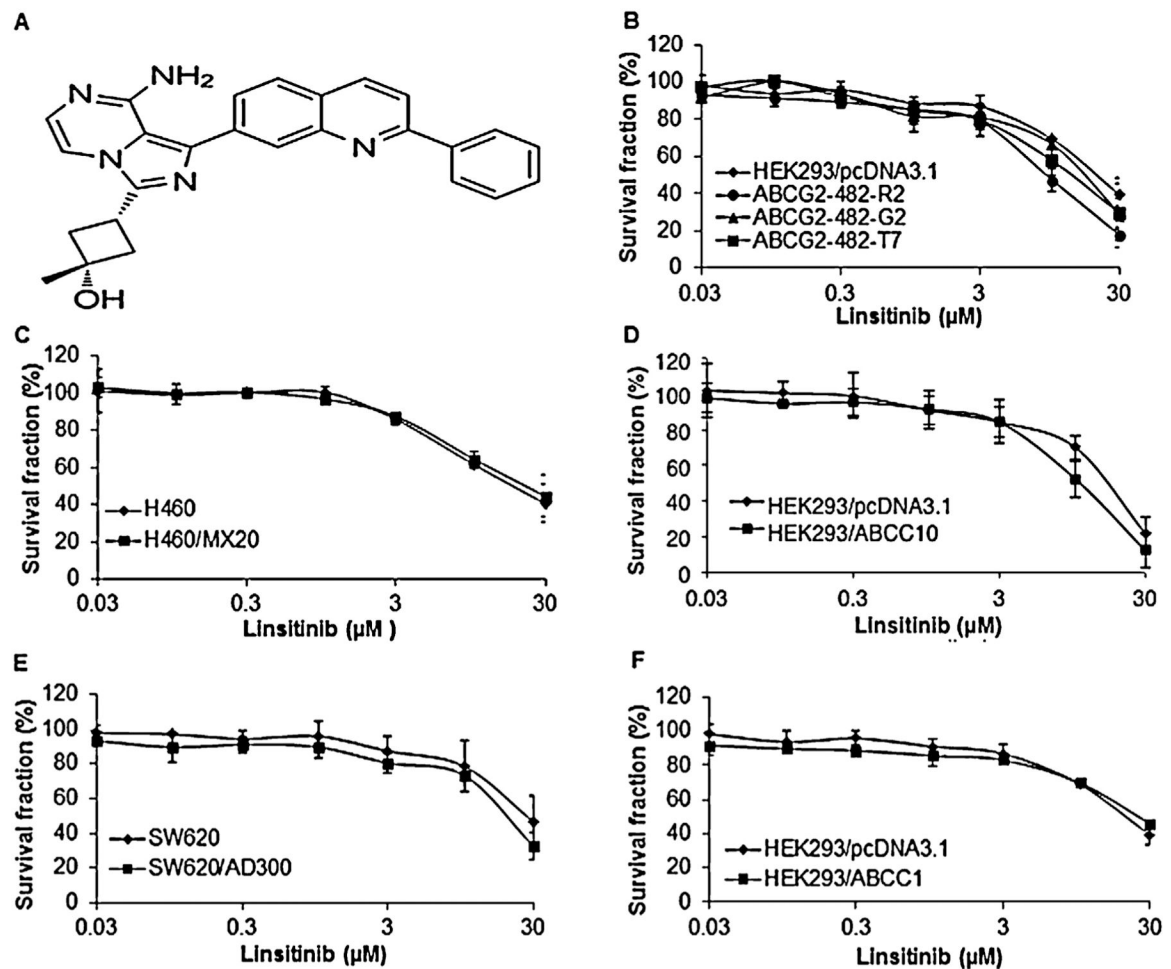 A
N
NH₂
N
N
N
OH
B
Survival fraction (%)
120
100
80
60
40
20
0
HEK293/pcDNA3.1
ABCG2-482-R2
ABCG2-482-G2
ABCG2-482-T7
0.03
0.3
3
30
Linsitinib (µM)
C
Survival fraction (%)
120
100
80
60
40
20
0
H460
H460/MX20
0.03
0.3
3
30
Linsitinib (µM )
D
Survival fraction (%)
120
100
80
60
40
20
0
HEK293/pcDNA3.1
HEK293/ABCC10
0.03
0.3
3
30
Linsitinib (µM)
E
Survival fraction (%)
120
100
80
60
40
20
0
SW620
SW620/AD300
0.03
0.3
3
30
Linsitinib (µM)
F
Survival fraction (%)
120
100
80
60
40
20
0
HEK293/pcDNA3.1
HEK293/ABCC1
0.03
0.3
3
30
Linsitinib (µM)